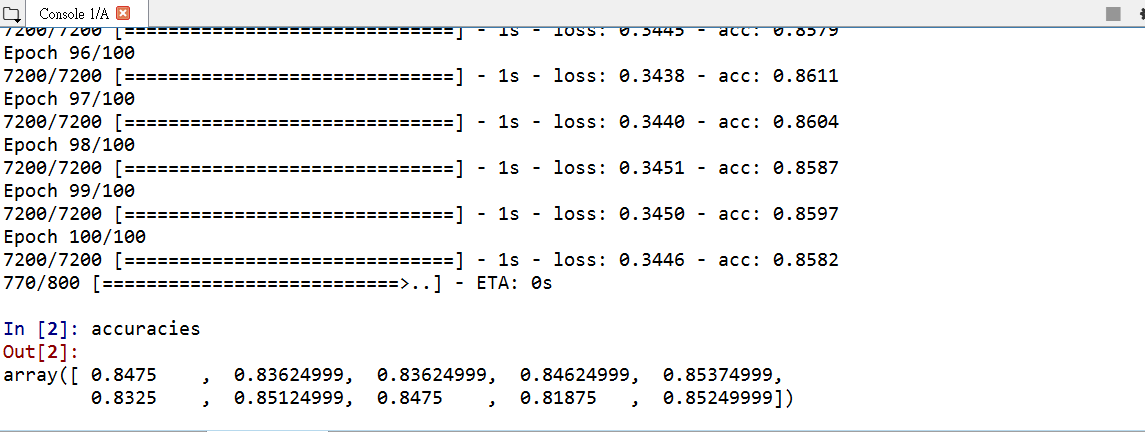 Console 1/A
7200/7200 [==============================] - 1s - loss: 0.3445 - acc: 0.8579
Epoch 96/100
7200/7200 [==============================] - 1s - loss: 0.3438 - acc: 0.8611
Epoch 97/100
7200/7200 [==============================] - 1s - loss: 0.3440 - acc: 0.8604
Epoch 98/100
7200/7200 [==============================] - 1s - loss: 0.3451 - acc: 0.8587
Epoch 99/100
7200/7200 [==============================] - 1s - loss: 0.3450 - acc: 0.8597
Epoch 100/100
7200/7200 [==============================] - 1s - loss: 0.3446 - acc: 0.8582
770/800 [===========================>..] - ETA: 0s
In [2]: accuracies
Out[2]:
array([ 0.8475    ,  0.83624999,  0.83624999,  0.84624999,  0.85374999,
        0.8325    ,  0.85124999,  0.8475    ,  0.81875   ,  0.85249999])